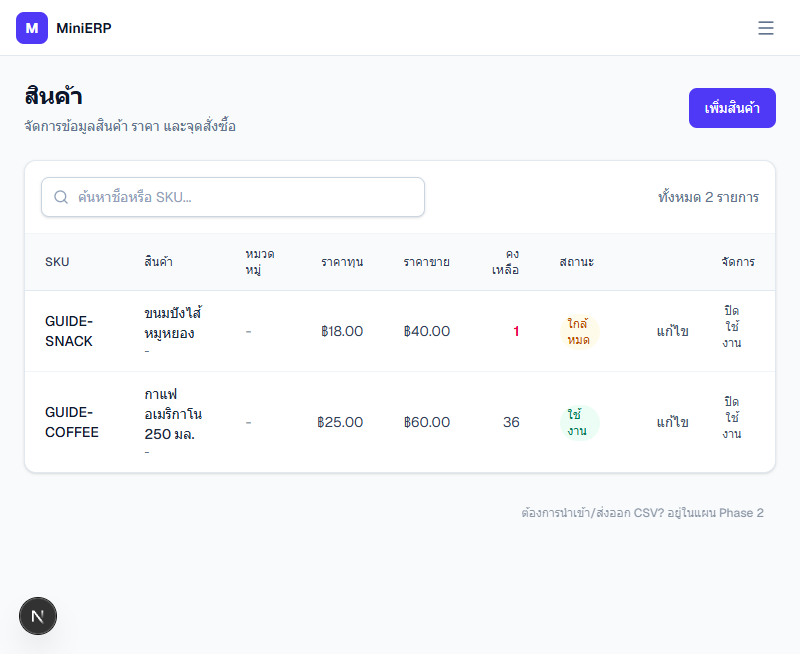 M MiniERP
สินค้า
จัดการข้อมูลสินค้า ราคา และจุดสั่งซื้อ
เพิ่มสินค้า
ค้นหาชื่อหรือ SKU...
ทั้งหมด 2 รายการ
SKU
สินค้า
หมวด
หมู่
ราคาทุน
ราคาขาย
คง
เหลือ
สถานะ
จัดการ
GUIDE-
SNACK
ขนมปังไส้
หมูหยอง
-
-
฿18.00
฿40.00
1
ใกล้
หมด
แก้ไข
ปิด
ใช้
งาน
GUIDE-
COFFEE
กาแฟ
อเมริกาโน
250 มล.
-
-
฿25.00
฿60.00
36
ใช้
งาน
แก้ไข
ปิด
ใช้
งาน
ต้องการนำเข้า/ส่งออก CSV? อยู่ในแผน Phase 2
N